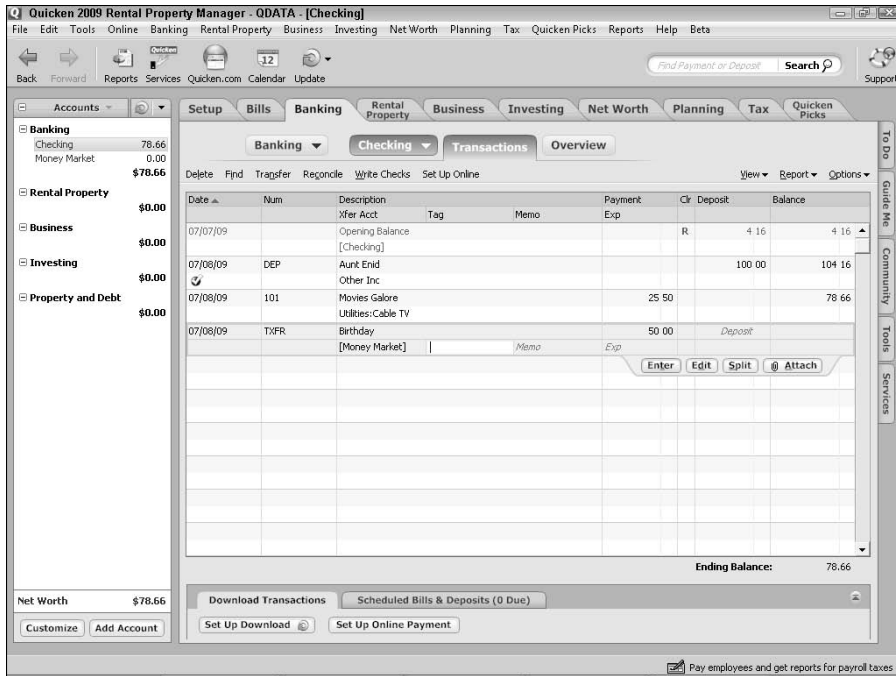 Quicken 2009 Rental Property Manager - QDATA - [Checking]
File Edit Tools Online Banking Rental Property Business Investing Net Worth Planning Tax Quicken Picks Reports Help Beta
Quicken
12
Back Forward Reports Services Quicken.com Calendar Update
Find Payment or Deposit Search Support
Accounts
Setup Bills Banking Rental Property Business Investing Net Worth Planning Tax Quicken Picks
Banking
Checking 78.66
Money Market 0.00
$78.66
Rental Property
$0.00
Business
$0.00
Investing
$0.00
Property and Debt
$0.00
Net Worth $78.66
Customize Add Account
Banking Checking Transactions Overview
Delete Find Transfer Reconcile Write Checks Set Up Online View Report Options
Date Num Description Payment Clr Deposit Balance
Xfer Acct Tag Memo Exp
07/07/09 Opening Balance R 4 16 4 16
[Checking]
07/08/09 DEP Aunt Enid 100 00 104 16
Other Inc
07/08/09 101 Movies Galore 25 50 78 66
Utilities:Cable TV
07/08/09 TXFR Birthday 50 00 Deposit
[Money Market] Memo Exp
Enter Edit Split Attach
Ending Balance: 78.66
Download Transactions Scheduled Bills & Deposits (0 Due)
Set Up Download Set Up Online Payment
To Do
Guide Me
Community
Tools
Services
Pay employees and get reports for payroll taxes